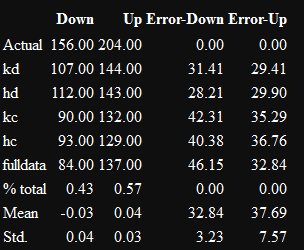 Down Up Error-Down Error-Up
Actual 156.00 204.00 0.00 0.00
kd 107.00 144.00 31.41 29.41
hd 112.00 143.00 28.21 29.90
kc 90.00 132.00 42.31 35.29
hc 93.00 129.00 40.38 36.76
fulldata 84.00 137.00 46.15 32.84
% total 0.43 0.57 0.00 0.00
Mean -0.03 0.04 32.84 37.69
Std. 0.04 0.03 3.23 7.57